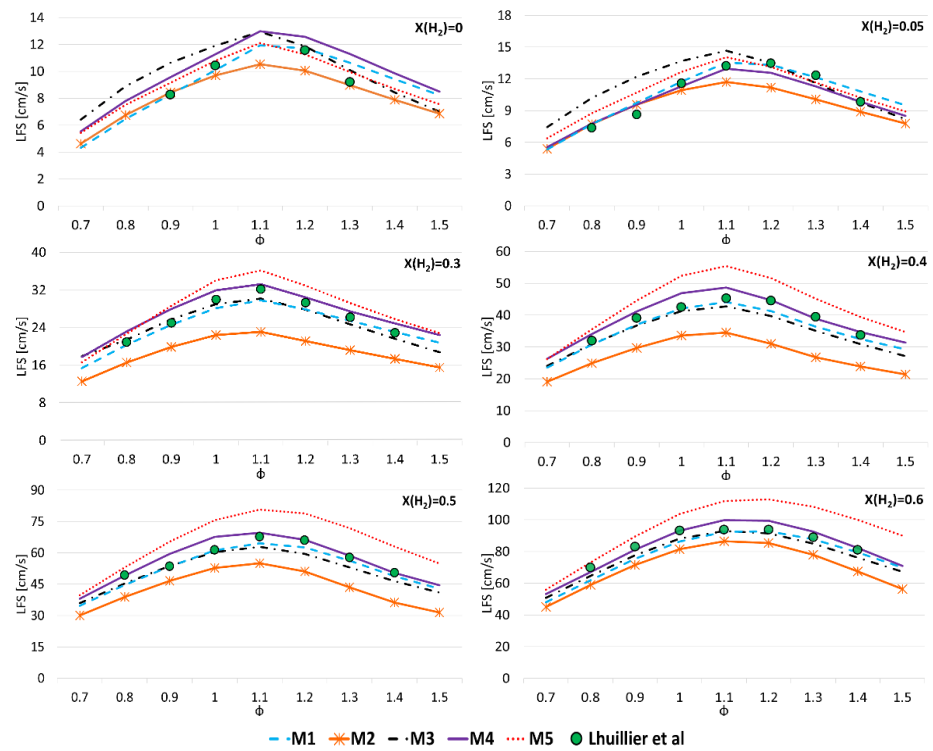 X(H₂)=0
LFS [cm/s]
14
12
10
8
6
4
2
0
0.7 0.8 0.9 1 1.1 1.2 1.3 1.4 1.5
Φ
X(H₂)=0.05
LFS [cm/s]
18
15
12
9
6
3
0
0.7 0.8 0.9 1 1.1 1.2 1.3 1.4 1.5
Φ
X(H₂)=0.3
LFS [cm/s]
40
32
24
16
8
0
0.7 0.8 0.9 1 1.1 1.2 1.3 1.4 1.5
Φ
X(H₂)=0.4
LFS [cm/s]
60
50
40
30
20
10
0
0.7 0.8 0.9 1 1.1 1.2 1.3 1.4 1.5
Φ
X(H₂)=0.5
LFS [cm/s]
90
75
60
45
30
15
0
0.7 0.8 0.9 1 1.1 1.2 1.3 1.4 1.5
Φ
X(H₂)=0.6
LFS [cm/s]
120
100
80
60
40
20
0
0.7 0.8 0.9 1 1.1 1.2 1.3 1.4 1.5
Φ
M1 M2 M3 M4 M5 Lhuillier et al